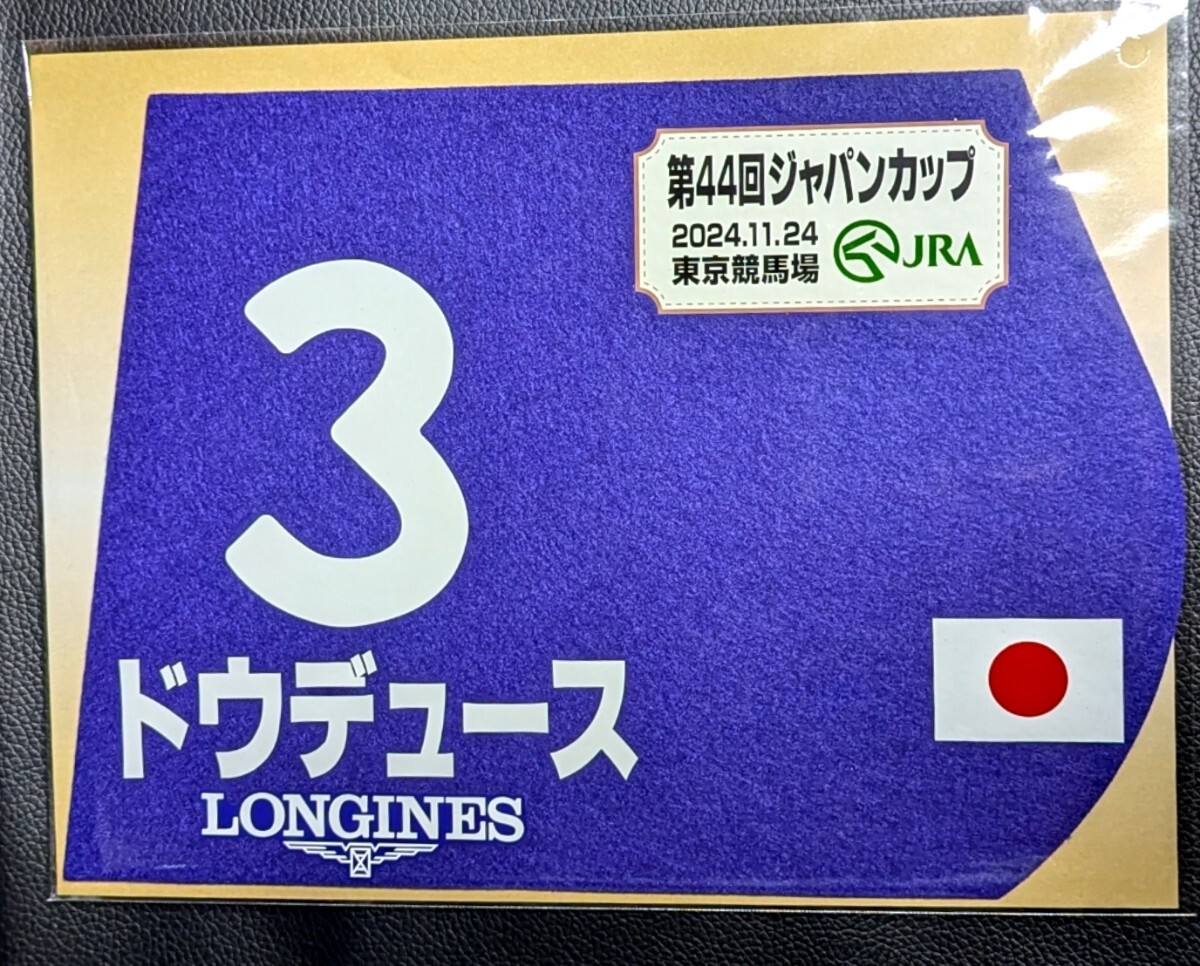 第44回ジャパンカップ
2024.11.24
東京競馬場
JRA
3
ドウデュース
LONGINES